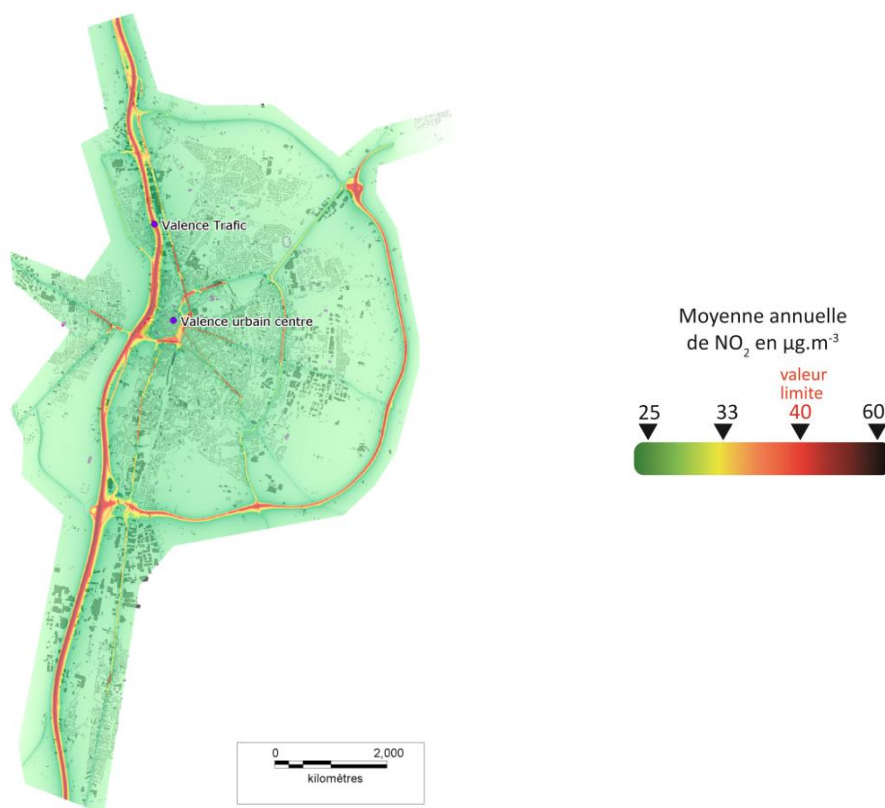 Valence Trafic
Valence urbain centre
Moyenne annuelle
de NO₂ en µg.m⁻³
valeur
limite
25 33 40 60
0 2,000
kilomètres